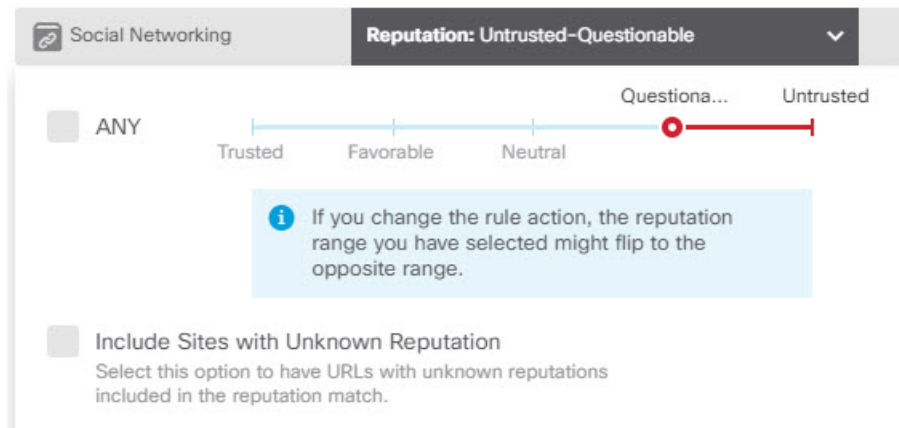 Social Networking
Reputation: Untrusted-Questionable
Questiona... Untrusted
ANY
Trusted Favorable Neutral
If you change the rule action, the reputation
range you have selected might flip to the
opposite range.
Include Sites with Unknown Reputation
Select this option to have URLs with unknown reputations
included in the reputation match.